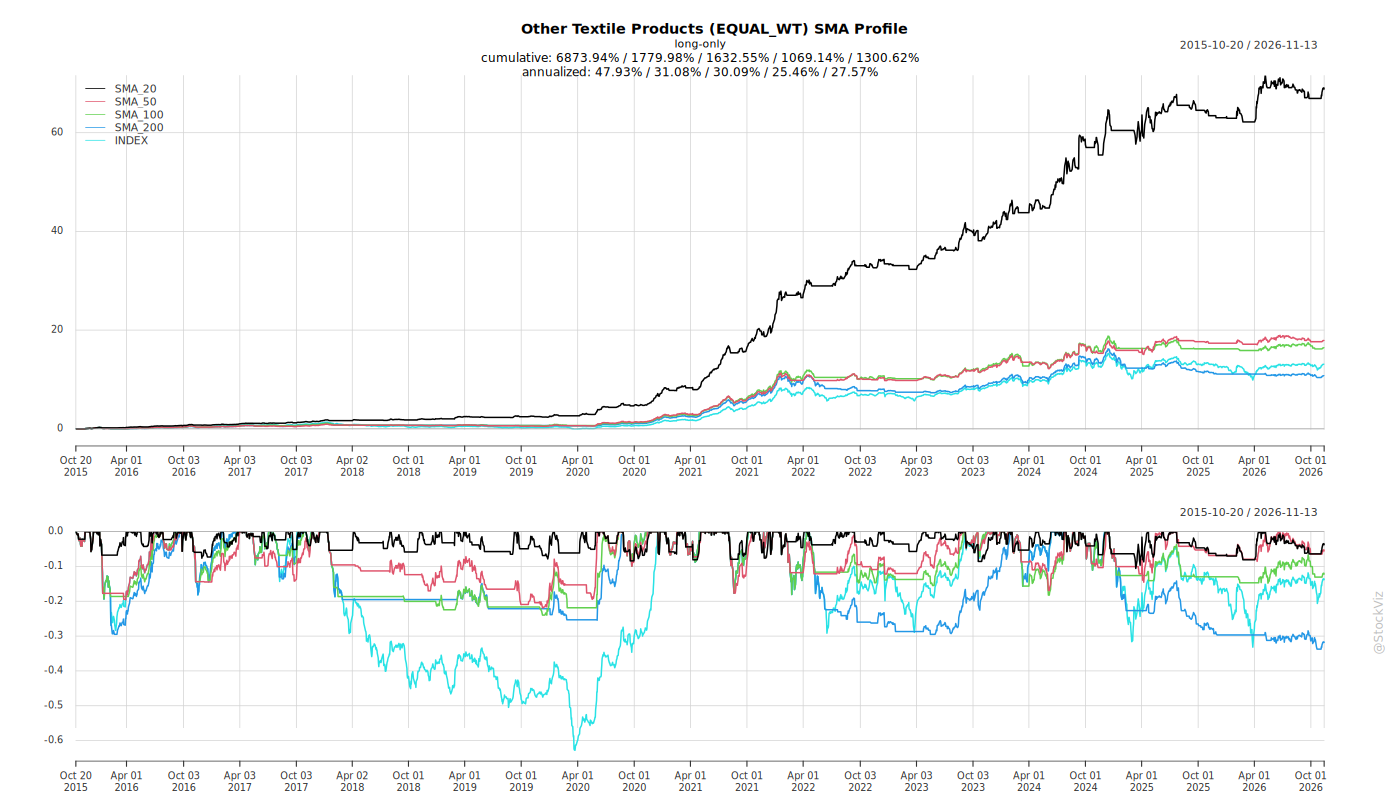 Other Textile Products (EQUAL_WT) SMA Profile
long-only
2015-10-20 / 2026-11-13
cumulative: 6873.94% / 1779.98% / 1632.55% / 1069.14% / 1300.62%
annualized: 47.93% / 31.08% / 30.09% / 25.46% / 27.57%
SMA_20
SMA_50
SMA_100
SMA_200
INDEX
60
40
20
0
Oct 20 Apr 01 Oct 03 Apr 03 Oct 03 Apr 02 Oct 01 Apr 01 Oct 01 Apr 01 Oct 01 Apr 01 Oct 01 Apr 01 Oct 03 Apr 03 Oct 03 Apr 01 Oct 01 Apr 01 Oct 01 Apr 01 Oct 01
2015 2016 2016 2017 2017 2018 2018 2019 2019 2020 2020 2021 2021 2022 2022 2023 2023 2024 2024 2025 2025 2026 2026
2015-10-20 / 2026-11-13
0.0
-0.1
-0.2
-0.3
-0.4
-0.5
-0.6
Oct 20 Apr 01 Oct 03 Apr 03 Oct 03 Apr 02 Oct 01 Apr 01 Oct 01 Apr 01 Oct 01 Apr 01 Oct 01 Apr 01 Oct 03 Apr 03 Oct 03 Apr 01 Oct 01 Apr 01 Oct 01 Apr 01 Oct 01
2015 2016 2016 2017 2017 2018 2018 2019 2019 2020 2020 2021 2021 2022 2022 2023 2023 2024 2024 2025 2025 2026 2026
@StockViz